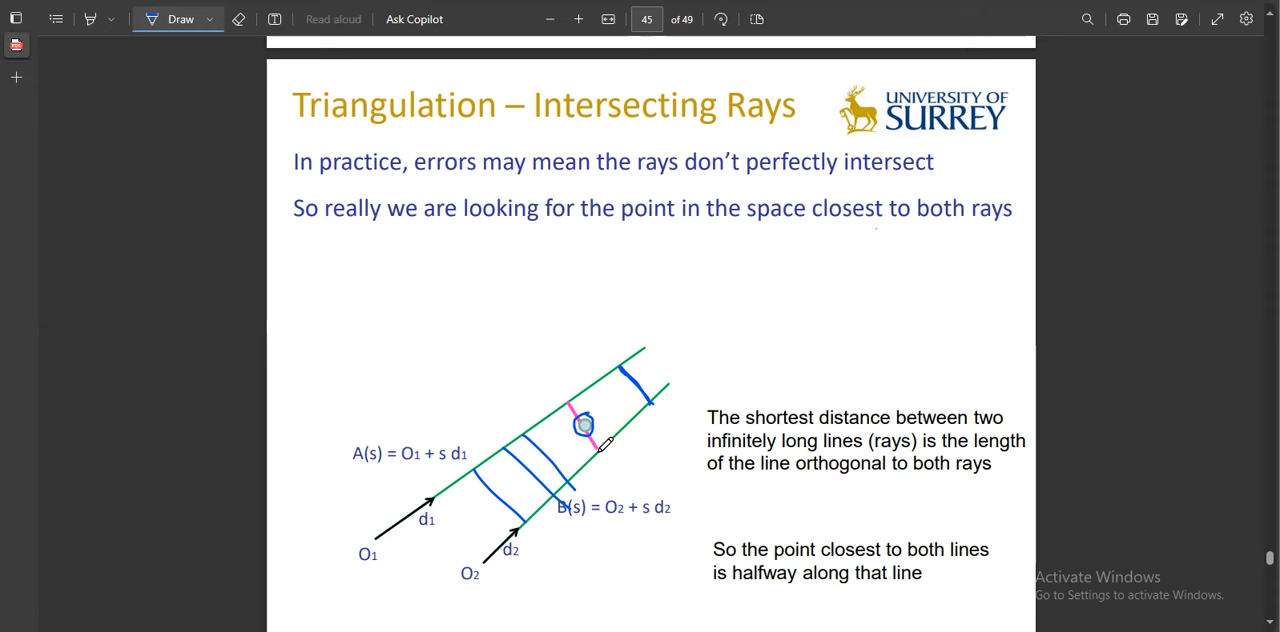 Draw
Read aloud
Ask Copilot
45
of 49
PDF
Triangulation – Intersecting Rays
UNIVERSITY OF
SURREY
In practice, errors may mean the rays don't perfectly intersect
So really we are looking for the point in the space closest to both rays
The shortest distance between two
infinitely long lines (rays) is the length
of the line orthogonal to both rays
A(s) = O1 + s d1
B(s) = O2 + s d2
d1
O1
d2
O2
So the point closest to both lines
is halfway along that line
Activate Windows
Go to Settings to activate Windows.